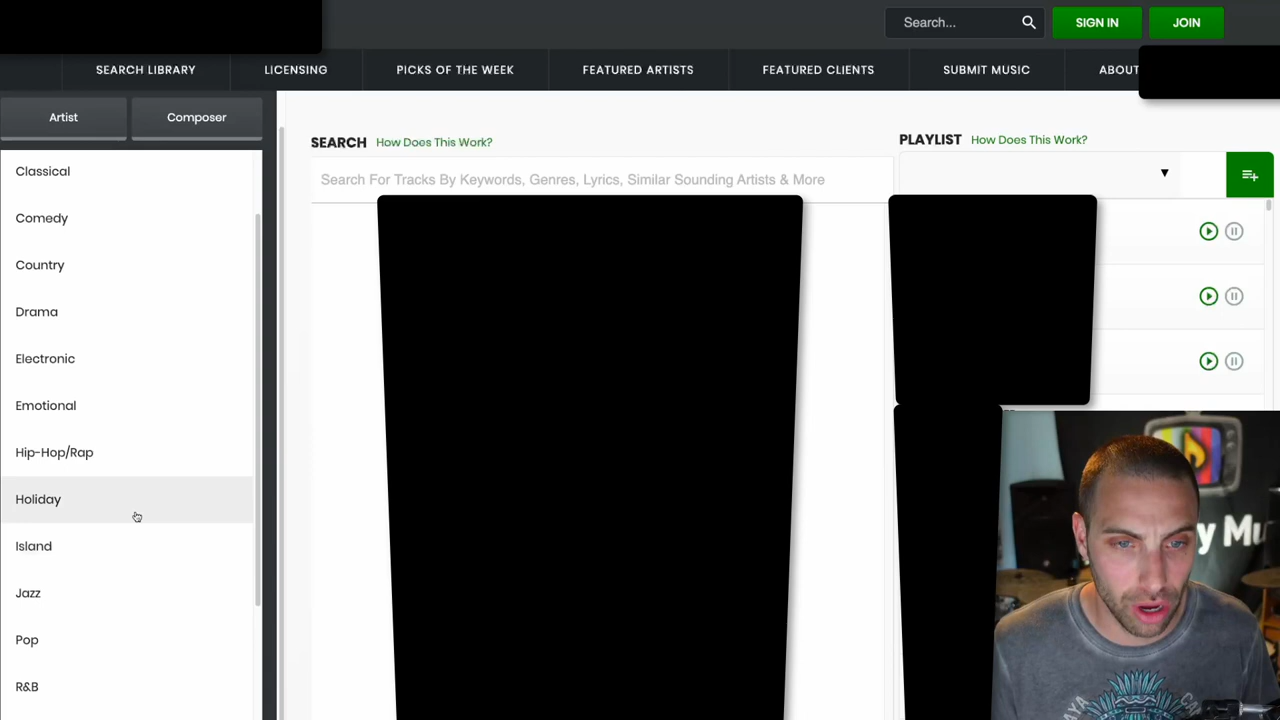 Search...
SIGN IN
JOIN
SEARCH LIBRARY
LICENSING
PICKS OF THE WEEK
FEATURED ARTISTS
FEATURED CLIENTS
SUBMIT MUSIC
ABOUT
Artist
Composer
Classical
Comedy
Country
Drama
Electronic
Emotional
Hip-Hop/Rap
Holiday
Island
Jazz
Pop
R&B
SEARCH How Does This Work?
Search For Tracks By Keywords, Genres, Lyrics, Similar Sounding Artists & More
PLAYLIST How Does This Work?